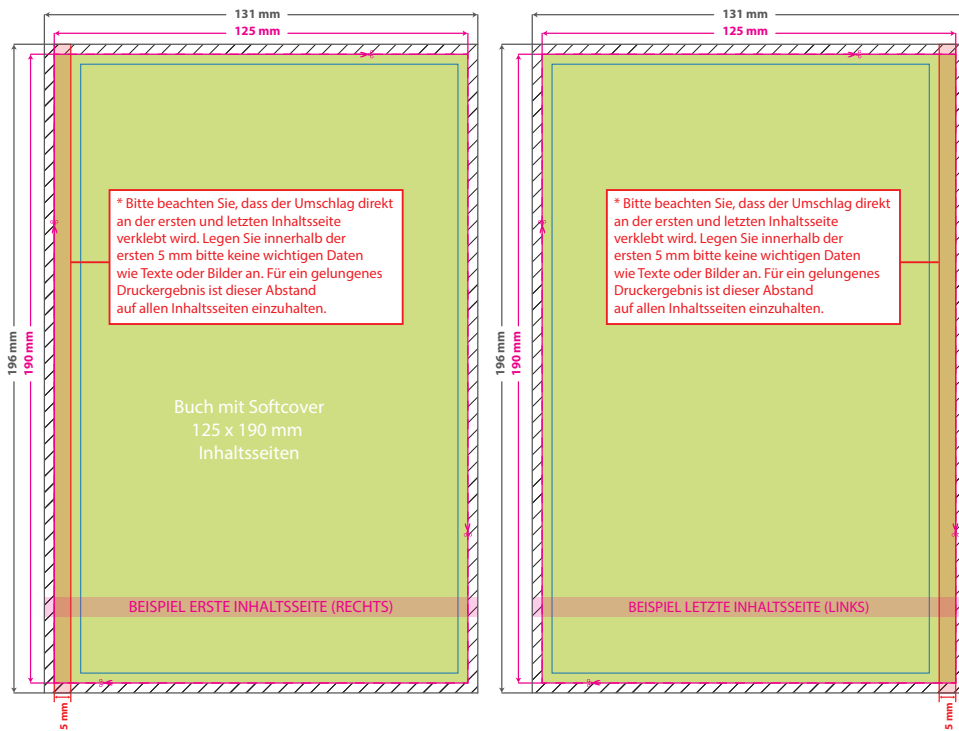 131 mm
125 mm
196 mm
190 mm
* Bitte beachten Sie, dass der Umschlag direkt
an der ersten und letzten Inhaltsseite
verklebt wird. Legen Sie innerhalb der
ersten 5 mm bitte keine wichtigen Daten
wie Texte oder Bilder an. Für ein gelungenes
Druckergebnis ist dieser Abstand
auf allen Inhaltsseiten einzuhalten.
Buch mit Softcover
125 x 190 mm
Inhaltsseiten
BEISPIEL ERSTE INHALTSSEITE (RECHTS)
5 mm
131 mm
125 mm
196 mm
190 mm
* Bitte beachten Sie, dass der Umschlag direkt
an der ersten und letzten Inhaltsseite
verklebt wird. Legen Sie innerhalb der
ersten 5 mm bitte keine wichtigen Daten
wie Texte oder Bilder an. Für ein gelungenes
Druckergebnis ist dieser Abstand
auf allen Inhaltsseiten einzuhalten.
BEISPIEL LETZTE INHALTSSEITE (LINKS)
5 mm